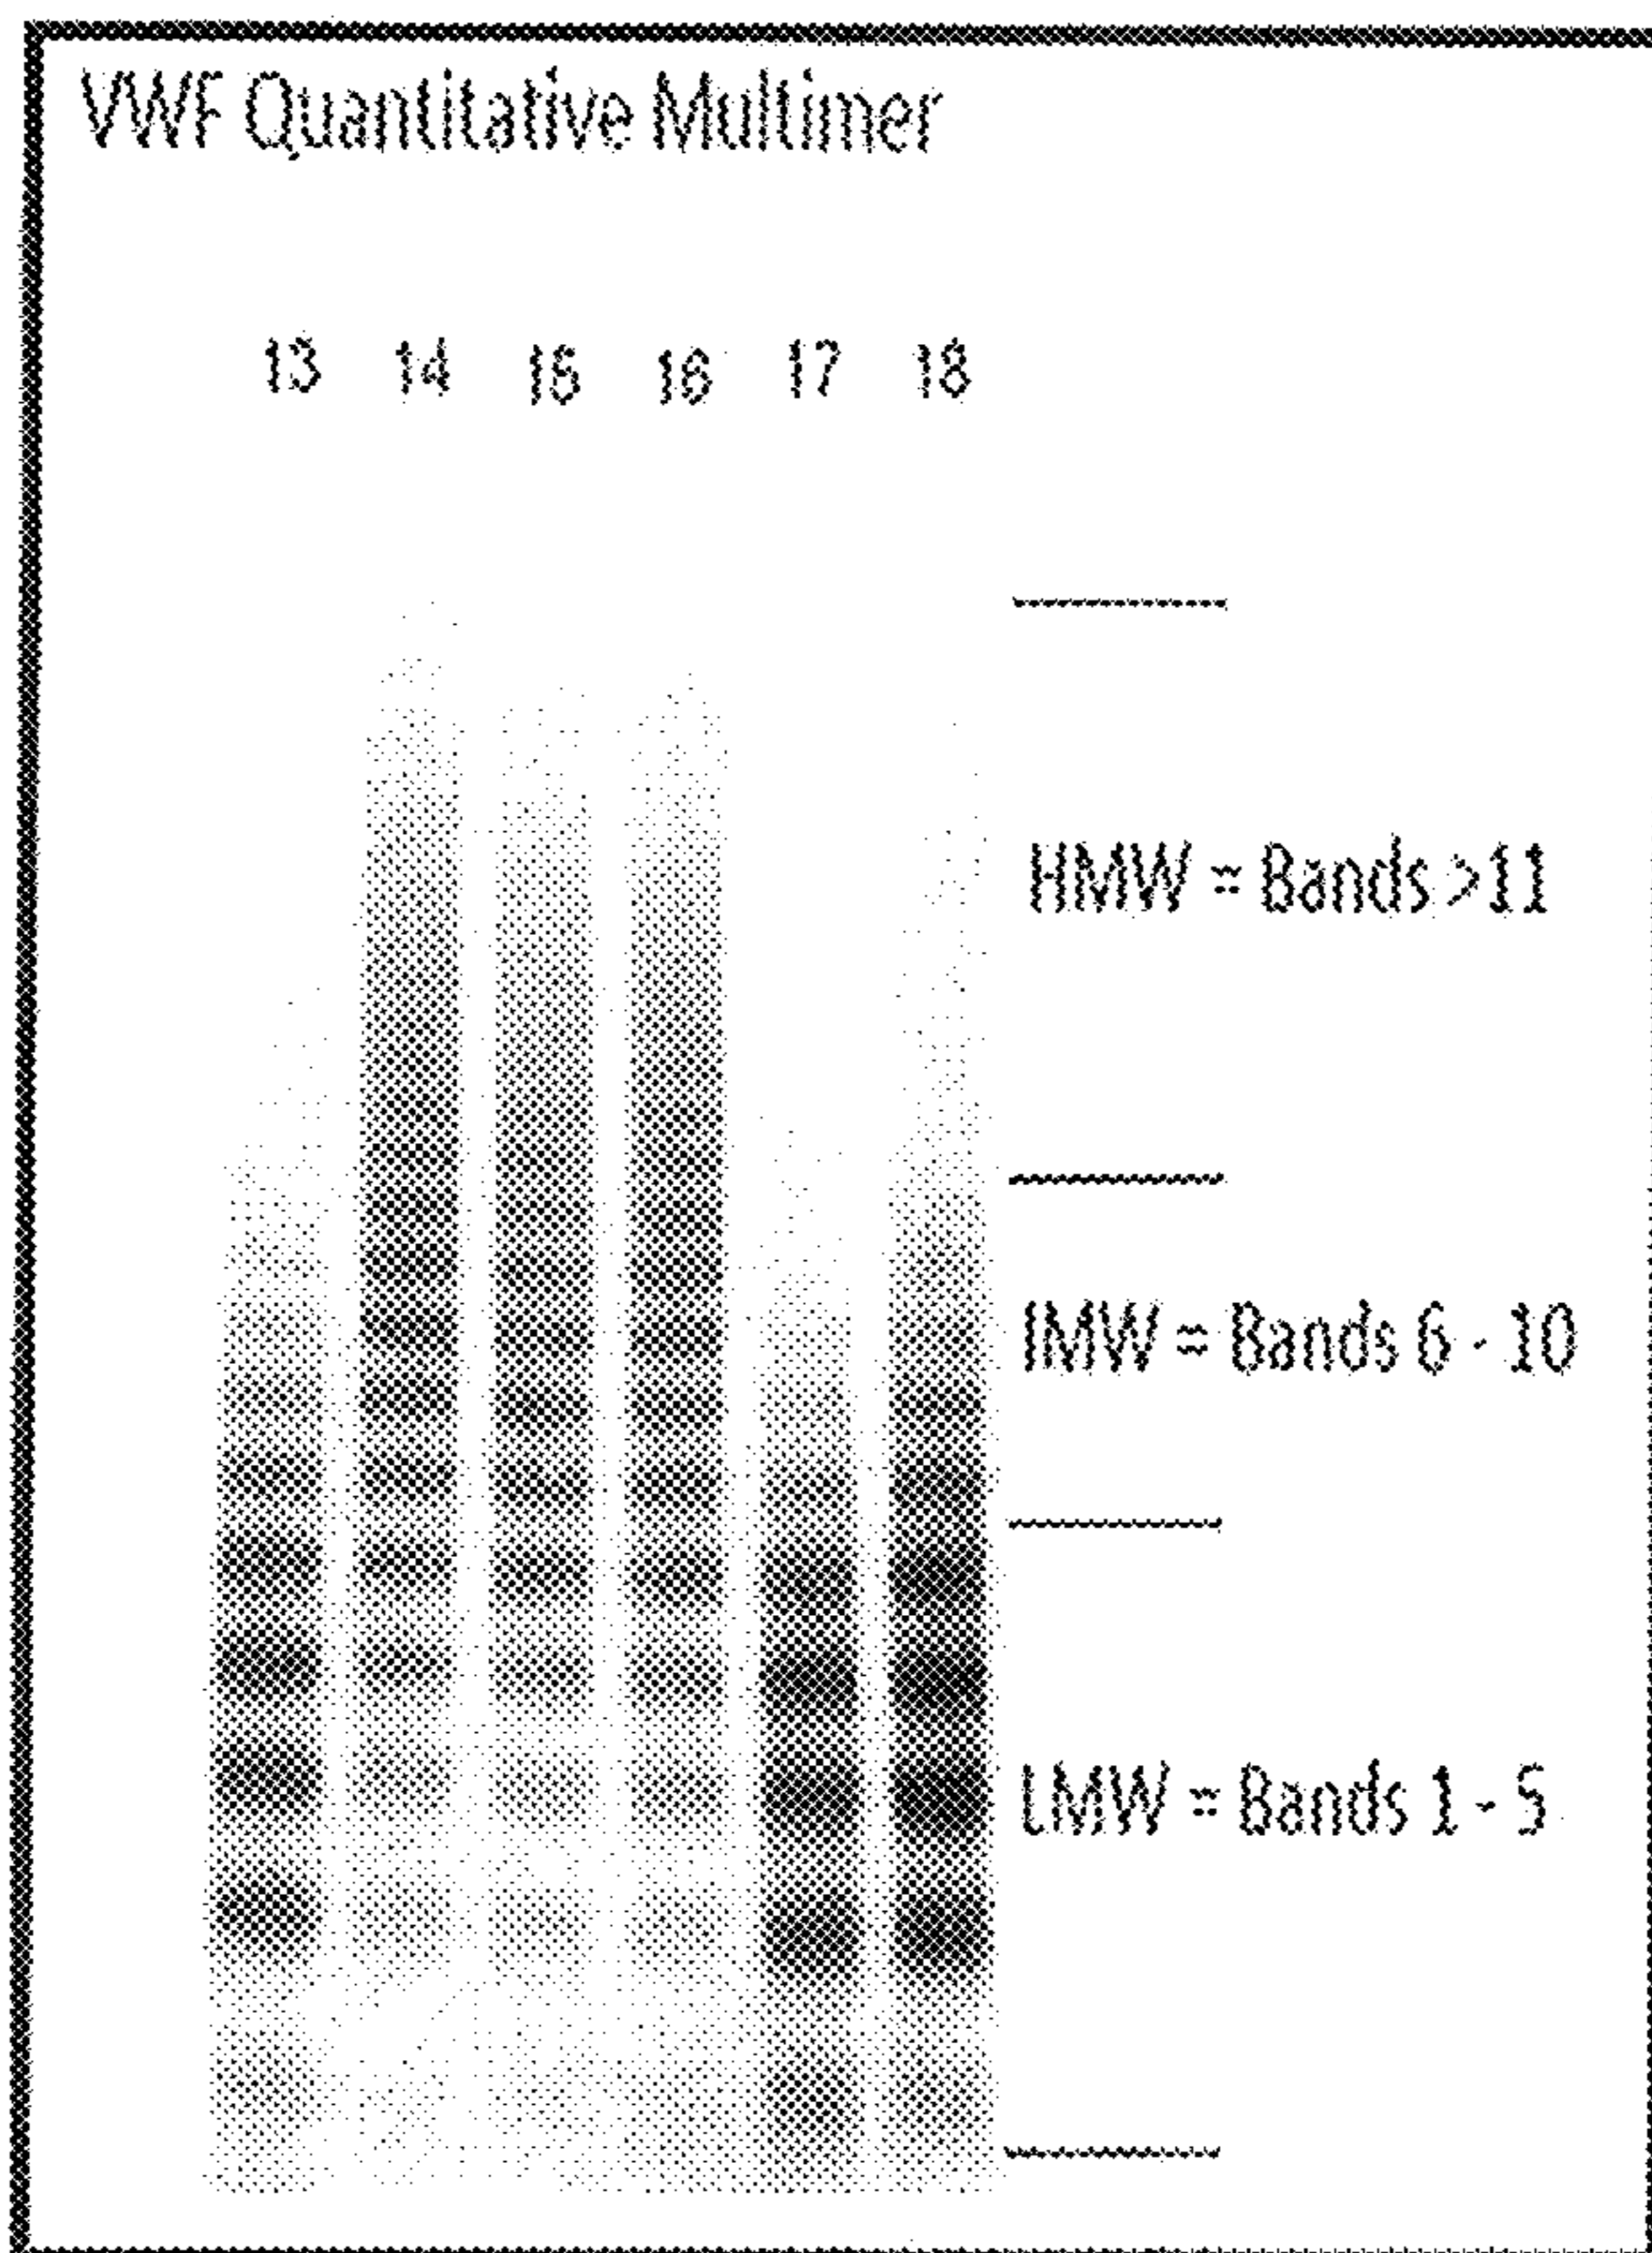 VWF Quantitative Multimer
13 14 15 16 17 18
HMW = Bands >11
IMW = Bands 6 - 10
LMW = Bands 1 - 5